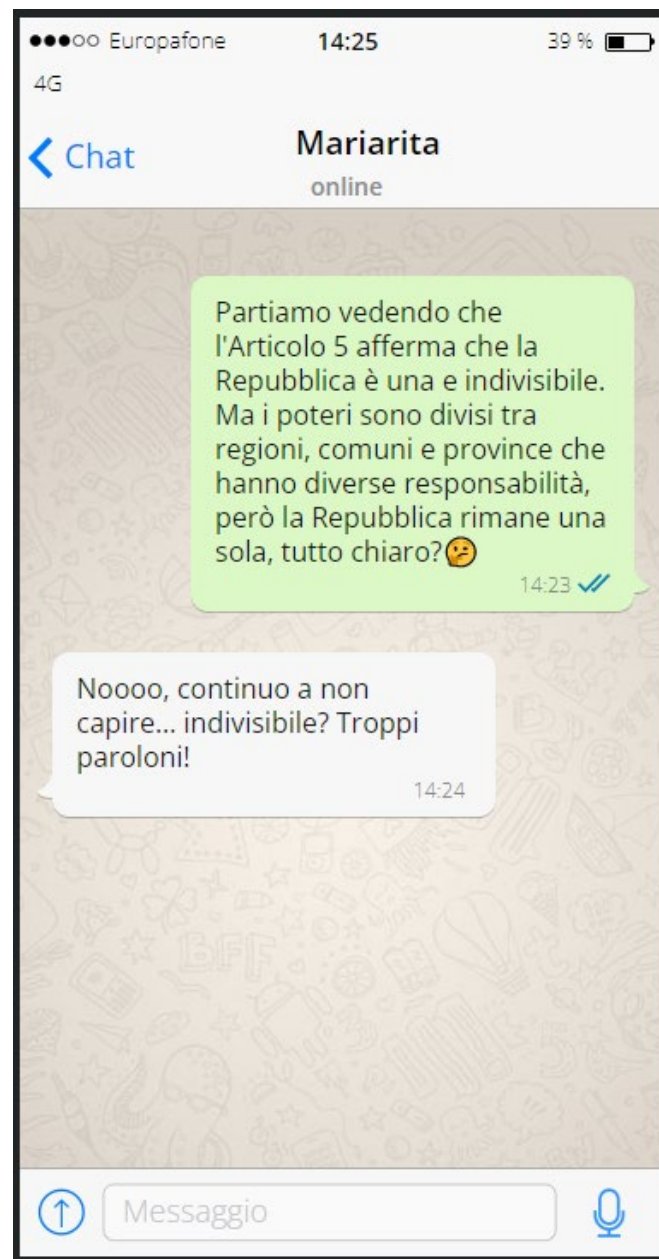 Europafone 14:25 39 %
4G
Chat Mariarita
online
Partiamo vedendo che
l'Articolo 5 afferma che la
Repubblica è una e indivisibile.
Ma i poteri sono divisi tra
regioni, comuni e province che
hanno diverse responsabilità,
però la Repubblica rimane una
sola, tutto chiaro?🤔
14:23
Noooo, continuo a non
capire... indivisibile? Troppi
paroloni!
14:24
BFF
Messaggio